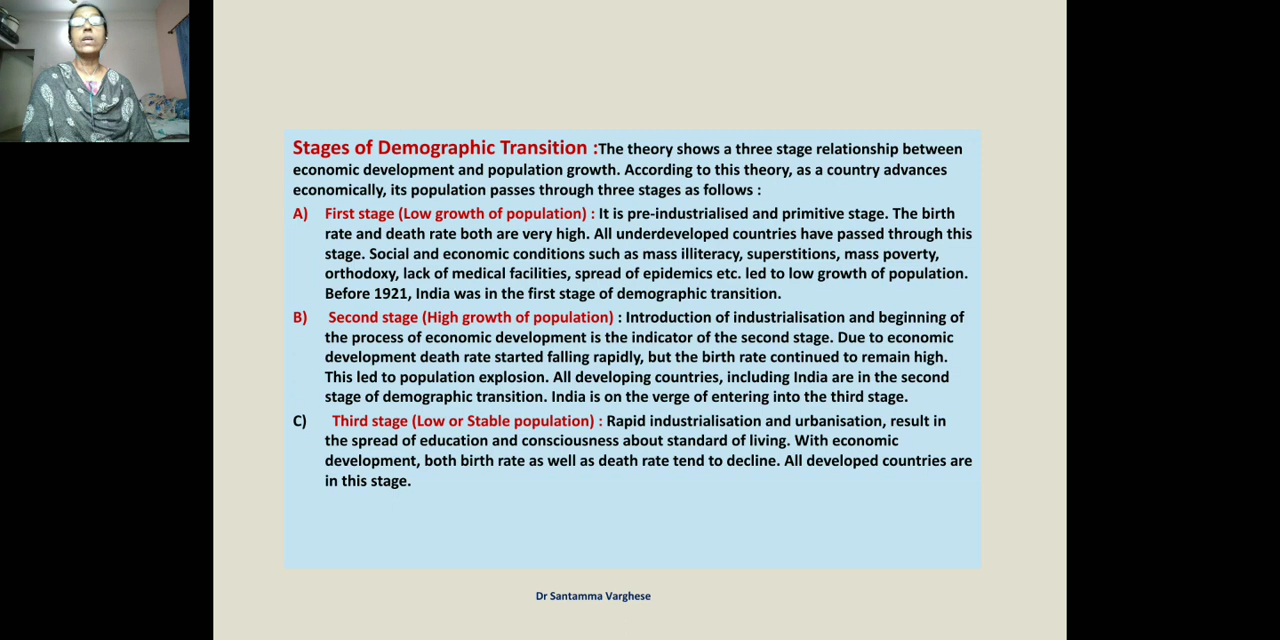 Stages of Demographic Transition :The theory shows a three stage relationship between
economic development and population growth. According to this theory, as a country advances
economically, its population passes through three stages as follows :
A) First stage (Low growth of population) : It is pre-industrialised and primitive stage. The birth
rate and death rate both are very high. All underdeveloped countries have passed through this
stage. Social and economic conditions such as mass illiteracy, superstitions, mass poverty,
orthodoxy, lack of medical facilities, spread of epidemics etc. led to low growth of population.
Before 1921, India was in the first stage of demographic transition.
B) Second stage (High growth of population) : Introduction of industrialisation and beginning of
the process of economic development is the indicator of the second stage. Due to economic
development death rate started falling rapidly, but the birth rate continued to remain high.
This led to population explosion. All developing countries, including India are in the second
stage of demographic transition. India is on the verge of entering into the third stage.
C) Third stage (Low or Stable population) : Rapid industrialisation and urbanisation, result in
the spread of education and consciousness about standard of living. With economic
development, both birth rate as well as death rate tend to decline. All developed countries are
in this stage.
Dr Santamma Varghese